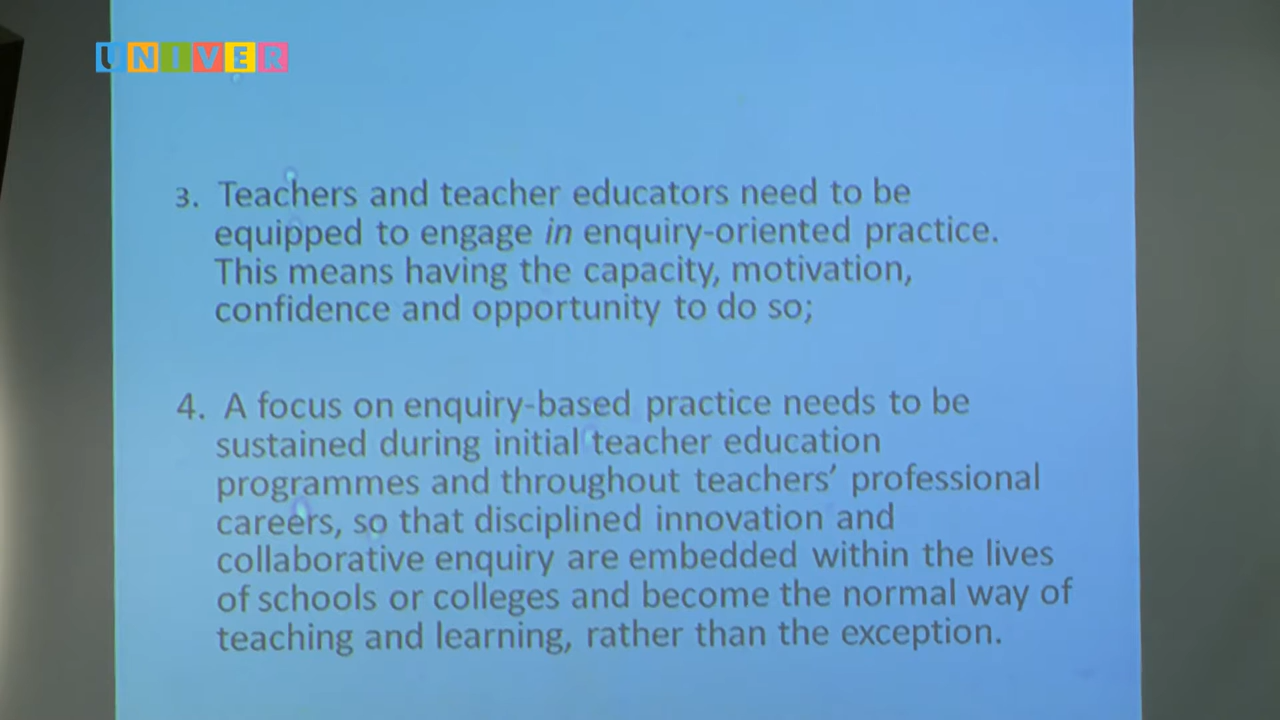 UNIVER
3. Teachers and teacher educators need to be
equipped to engage in enquiry-oriented practice.
This means having the capacity, motivation,
confidence and opportunity to do so;
4. A focus on enquiry-based practice needs to be
sustained during initial teacher education
programmes and throughout teachers’ professional
careers, so that disciplined innovation and
collaborative enquiry are embedded within the lives
of schools or colleges and become the normal way of
teaching and learning, rather than the exception.